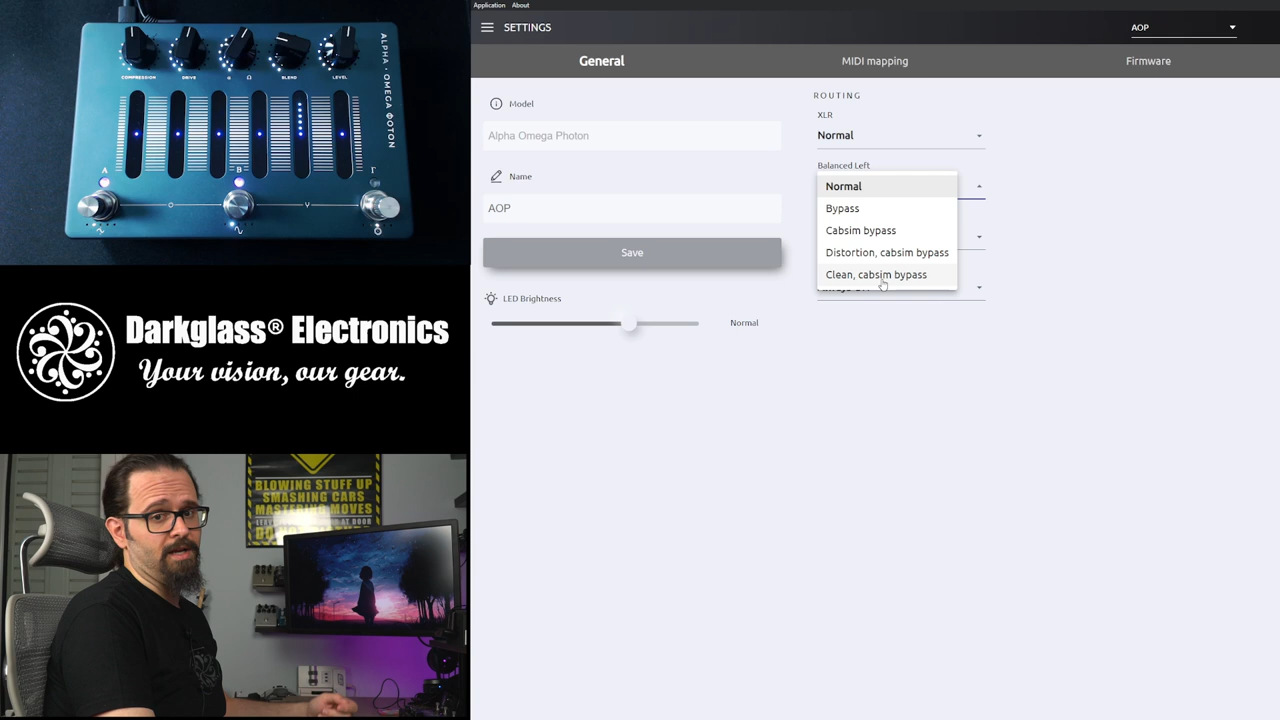 COMPRESSION
DRIVE
α
Ω
BLEND
LEVEL
ALPHA · OMEGA ΦOTON
A
B
Γ
Darkglass® Electronics
Your vision, our gear.
BLOWING STUFF UP
SMASHING CARS
MASTERING MOVES
Application
About
SETTINGS
AOP
General
MIDI mapping
Firmware
Model
Alpha Omega Photon
Name
AOP
Save
LED Brightness
Normal
ROUTING
XLR
Normal
Balanced Left
Normal
Bypass
Cabsim bypass
Distortion, cabsim bypass
Clean, cabsim bypass